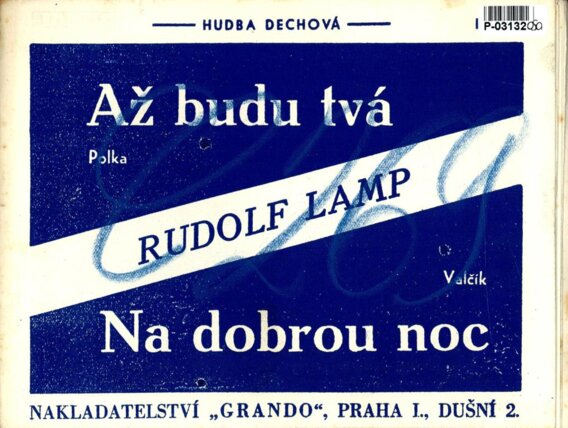 HUDBA DECHOVÁ
P-03132
Až budu tvá
Polka
RUDOLF LAMP
Valčík
Na dobrou noc
NAKLADATELSTVÍ „GRANDO“, PRAHA I., DUŠNÍ 2.